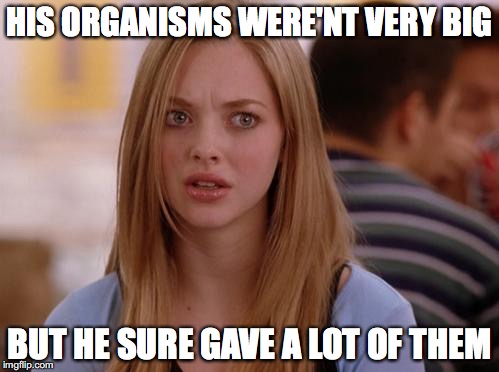 HIS ORGANISMS WERE'NT VERY BIG
BUT HE SURE GAVE A LOT OF THEM
imgflip.com